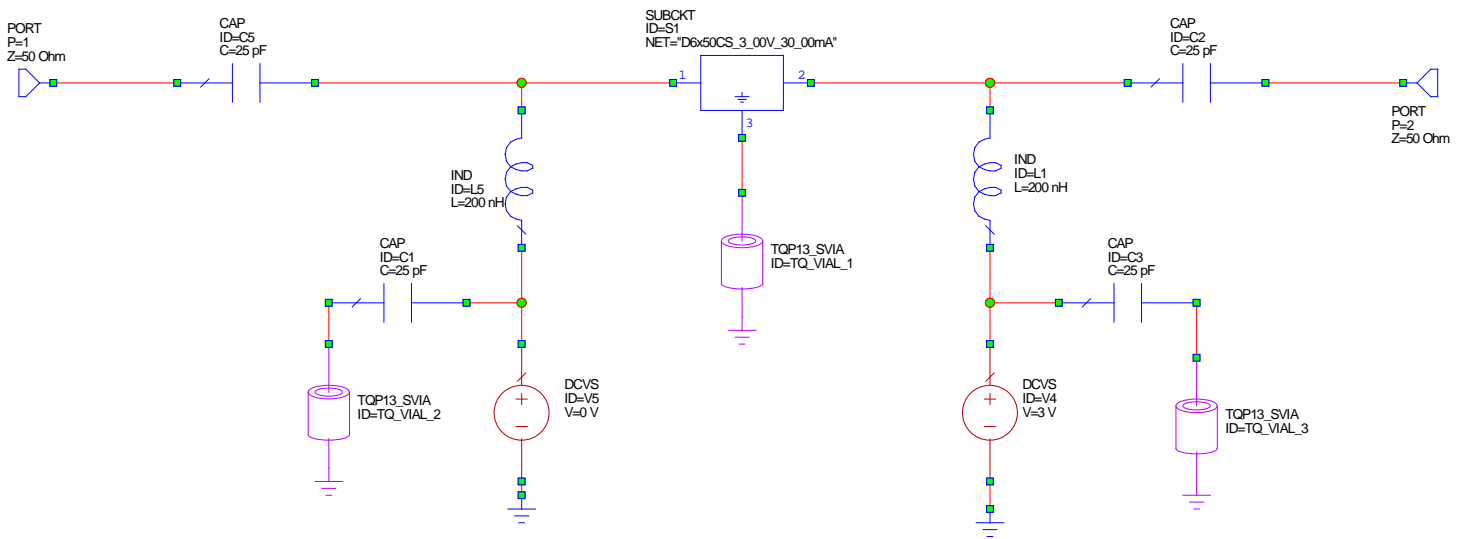 PORT
P=1
Z=50 Ohm
CAP
ID=C5
C=25 pF
SUBCKT
ID=S1
NET="D6x50CS_3_00V_30_00mA"
1
2
3
CAP
ID=C2
C=25 pF
PORT
P=2
Z=50 Ohm
IND
ID=L5
L=200 nH
IND
ID=L1
L=200 nH
CAP
ID=C1
C=25 pF
TQP13_SVIA
ID=TQ_VIAL_1
CAP
ID=C3
C=25 pF
TQP13_SVIA
ID=TQ_VIAL_2
DCVS
ID=V5
V=0 V
DCVS
ID=V4
V=3 V
TQP13_SVIA
ID=TQ_VIAL_3